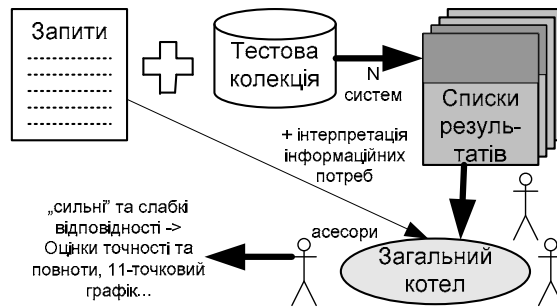 Запити
Тестова
колекція
N
систем
Списки
резуль-
татів
+ інтерпретація
інформаційних
потреб
„сильні” та слабкі
відповідності ->
Оцінки точності та
повноти, 11-точковий
графік...
асесори
Загальний
котел